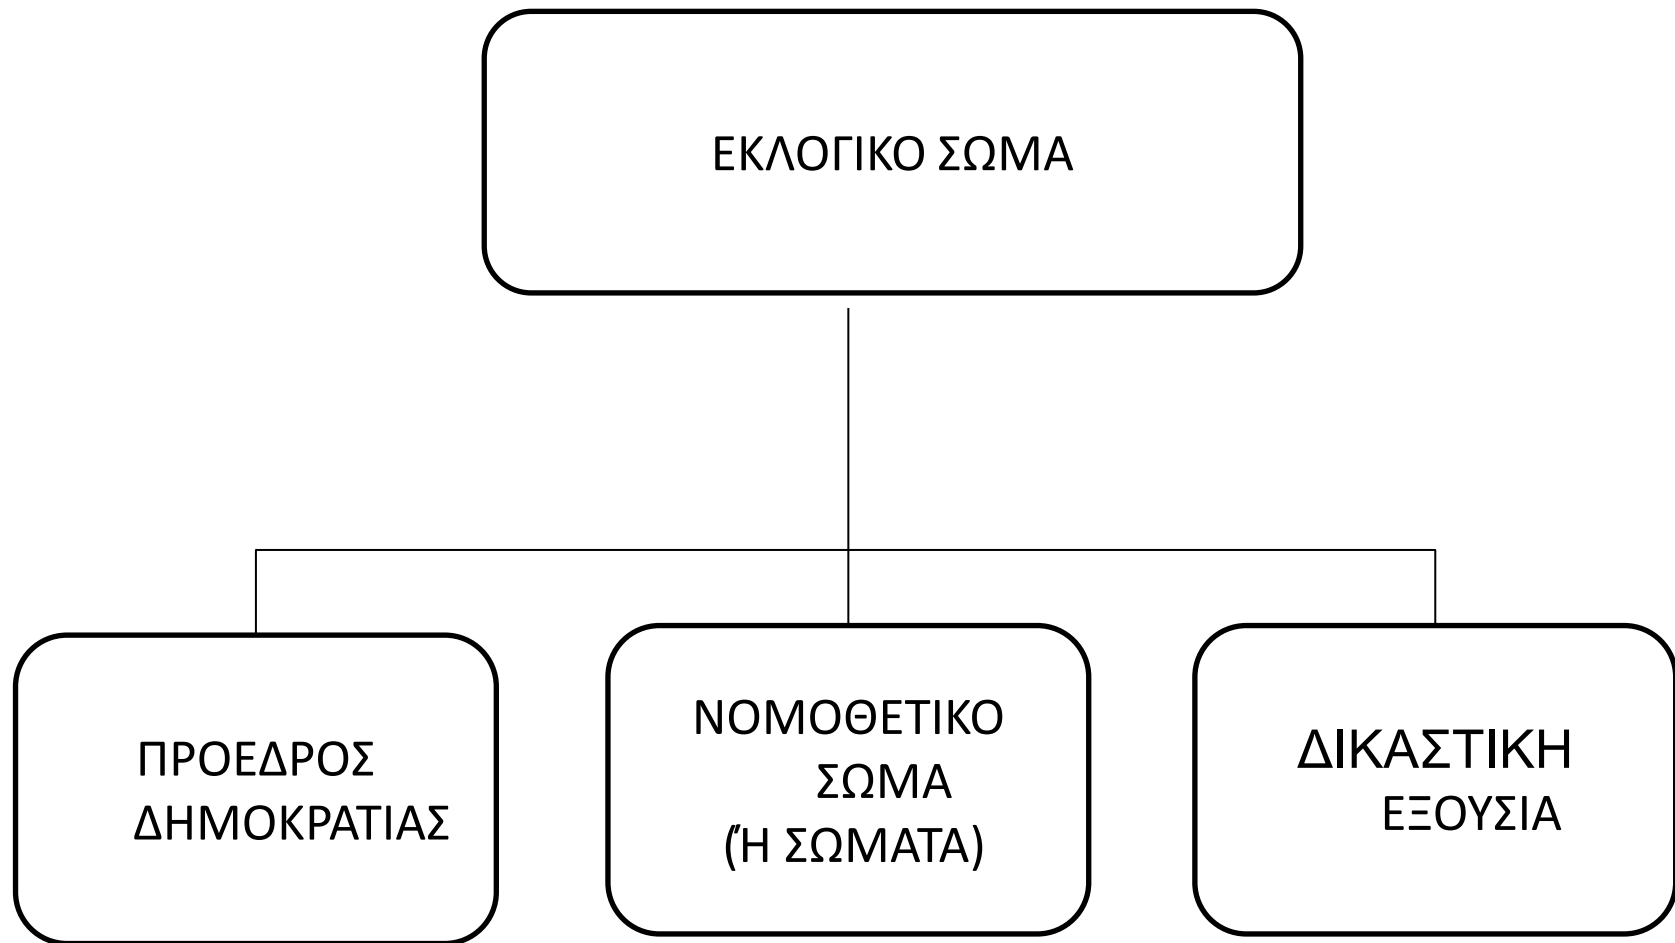 ΕΚΛΟΓΙΚΟ ΣΩΜΑ
ΠΡΟΕΔΡΟΣ
ΔΗΜΟΚΡΑΤΙΑΣ
ΝΟΜΟΘΕΤΙΚΟ
ΣΩΜΑ
(Ή ΣΩΜΑΤΑ)
ΔΙΚΑΣΤΙΚΗ
ΕΞΟΥΣΙΑ